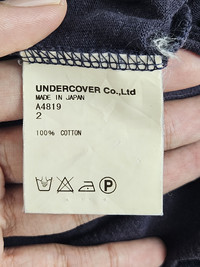 UNDERCOVER Co.,Ltd
MADE IN JAPAN
A4819
2
100% COTTON
P